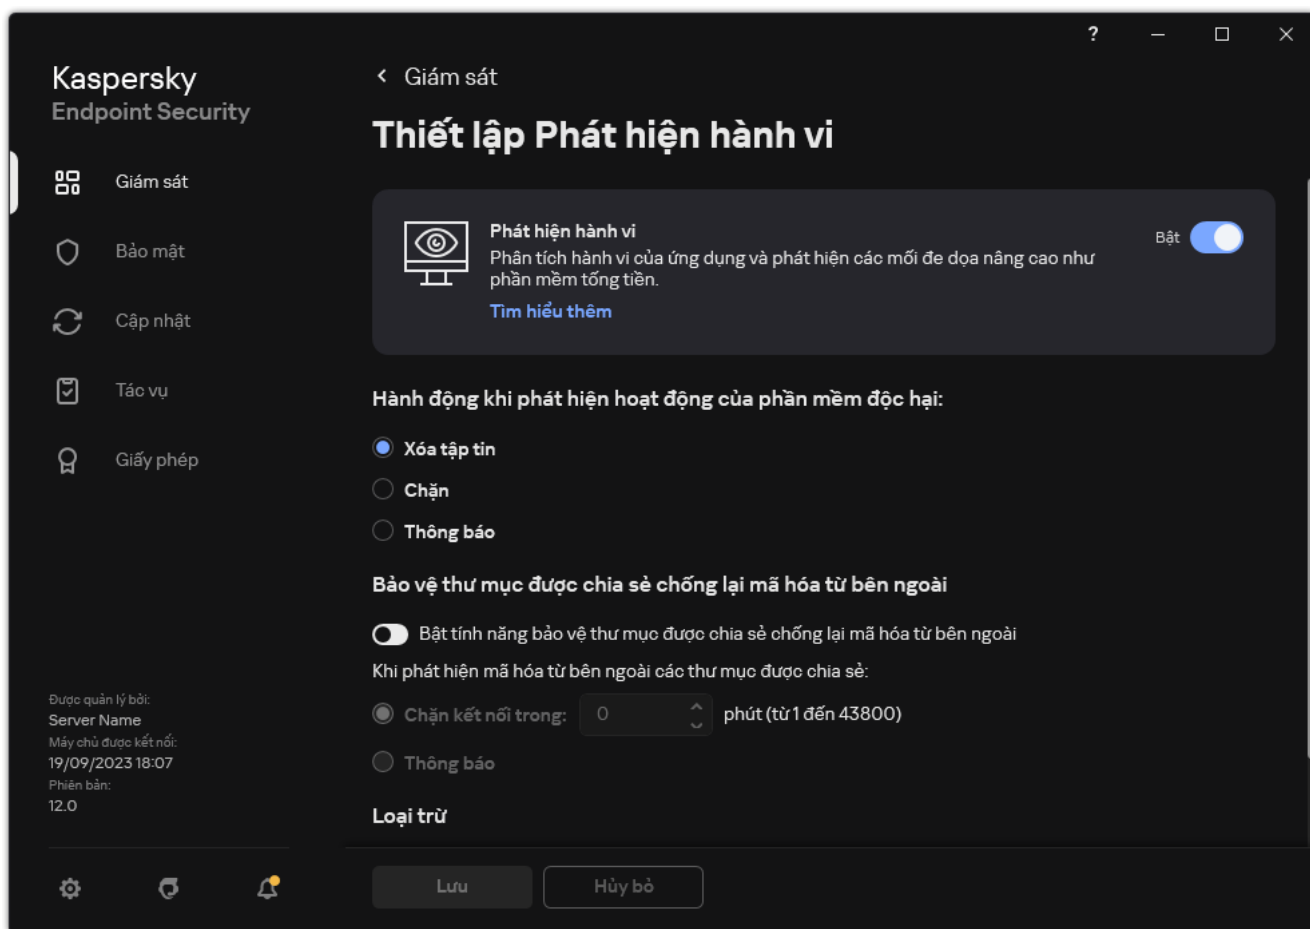 ?
Kaspersky
Endpoint Security
Giám sát
Bảo mật
Cập nhật
Tác vụ
Giấy phép
Được quản lý bởi:
Server Name
Máy chủ được kết nối:
19/09/2023 18:07
Phiên bản:
12.0
Giám sát
Thiết lập Phát hiện hành vi
Phát hiện hành vi
Phân tích hành vi của ứng dụng và phát hiện các mối đe dọa nâng cao như
phần mềm tống tiền.
Tìm hiểu thêm
Bật
Hành động khi phát hiện hoạt động của phần mềm độc hại:
Xóa tập tin
Chặn
Thông báo
Bảo vệ thư mục được chia sẻ chống lại mã hóa từ bên ngoài
Bật tính năng bảo vệ thư mục được chia sẻ chống lại mã hóa từ bên ngoài
Khi phát hiện mã hóa từ bên ngoài các thư mục được chia sẻ:
Chặn kết nối trong: 0 phút (từ 1 đến 43800)
Thông báo
Loại trừ
Lưu Hủy bỏ